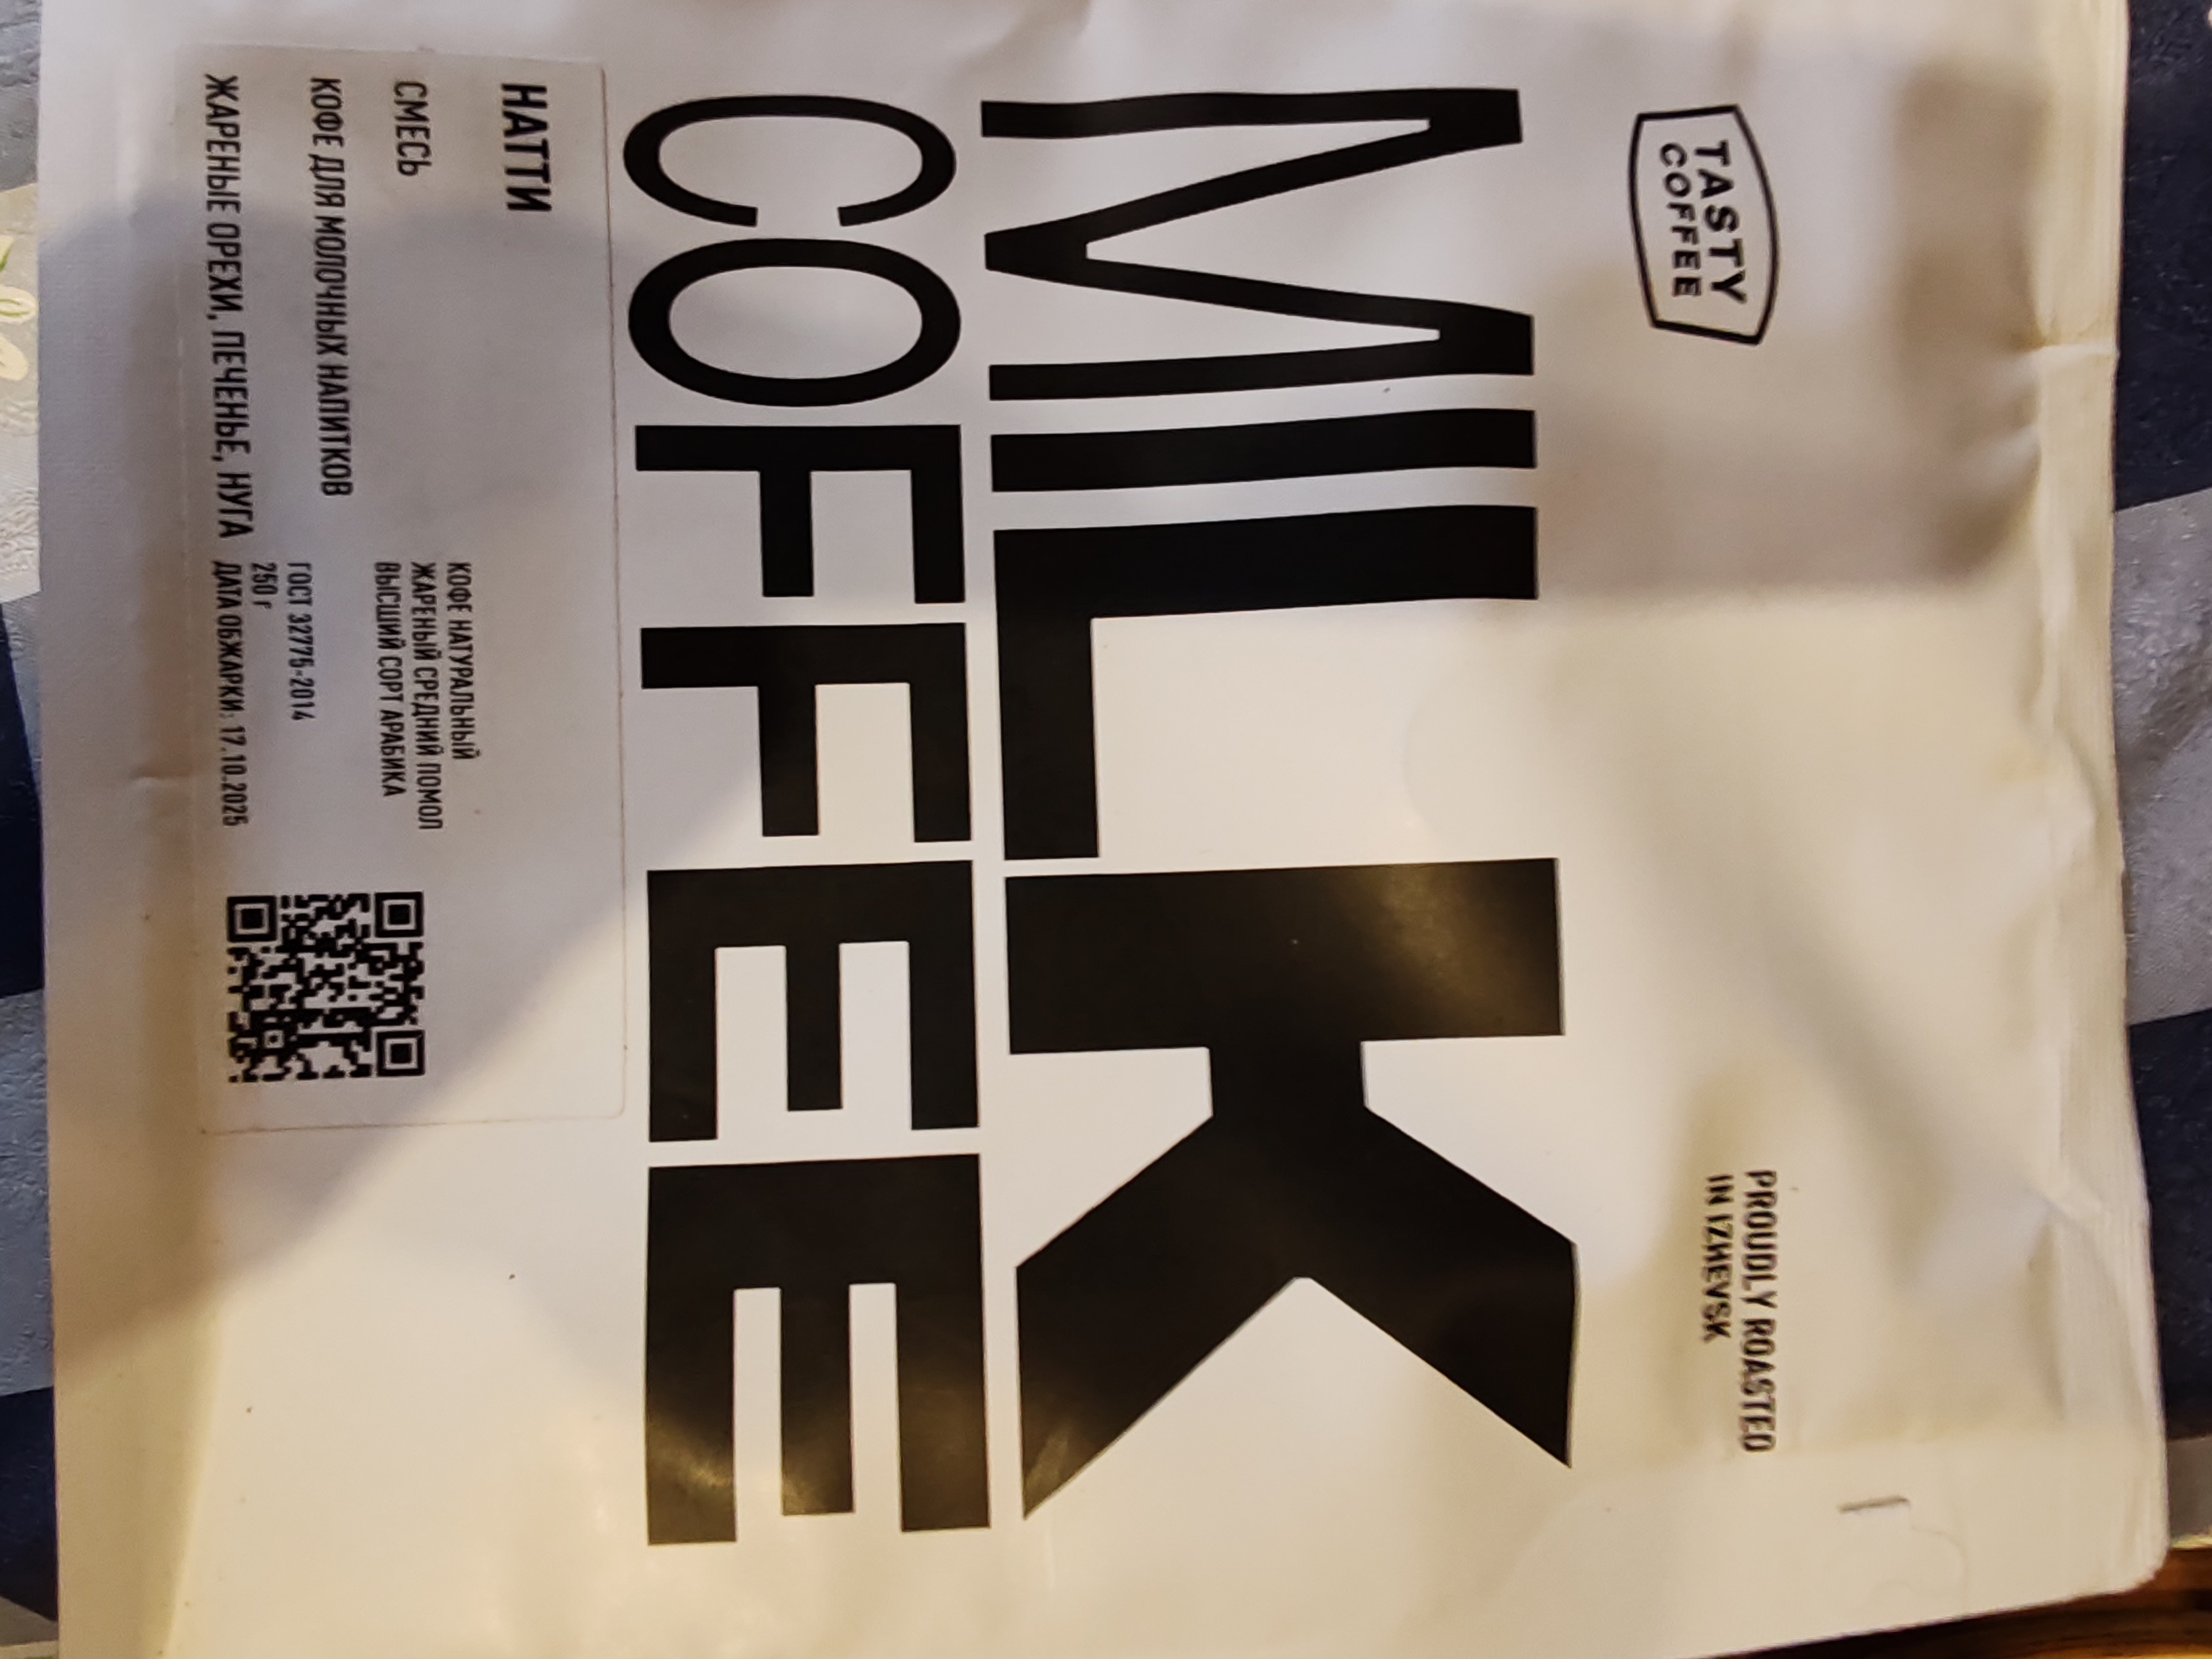 TASTY
COFFEE
PROUDLY ROASTED
IN IZHEVSK
MILK
COFFEE
НАТТИ
СМЕСЬ
КОФЕ ДЛЯ МОЛОЧНЫХ НАПИТКОВ
ЖАРЕНЫЕ ОРЕХИ, ПЕЧЕНЬЕ, НУГА
КОФЕ НАТУРАЛЬНЫЙ
ЖАРЕНЫЙ СРЕДНИЙ ПОМОЛ
ВЫСШИЙ СОРТ АРАБИКА
ГОСТ 32775-2014
250 г
ДАТА ОБЖАРКИ: 17.10.2025